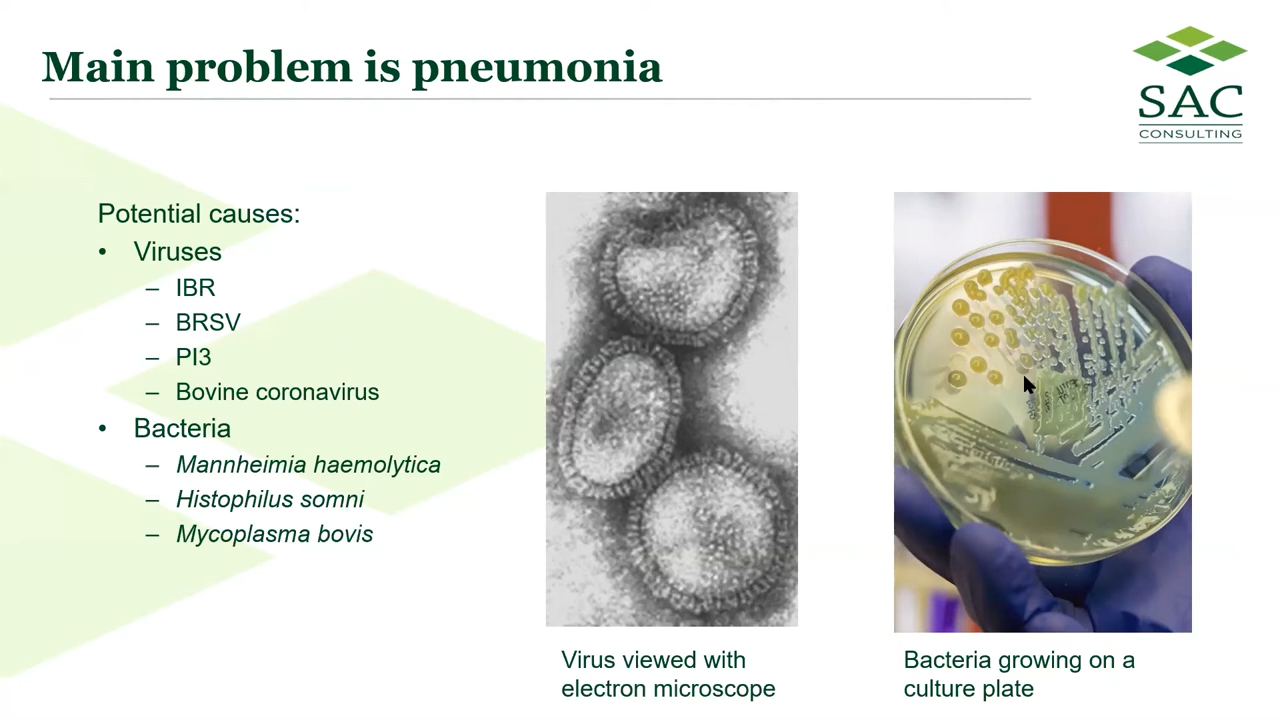 Main problem is pneumonia
SAC
CONSULTING
Potential causes:
• Viruses
– IBR
– BRSV
– PI3
– Bovine coronavirus
• Bacteria
– Mannheimia haemolytica
– Histophilus somni
– Mycoplasma bovis
Virus viewed with
electron microscope
Bacteria growing on a
culture plate